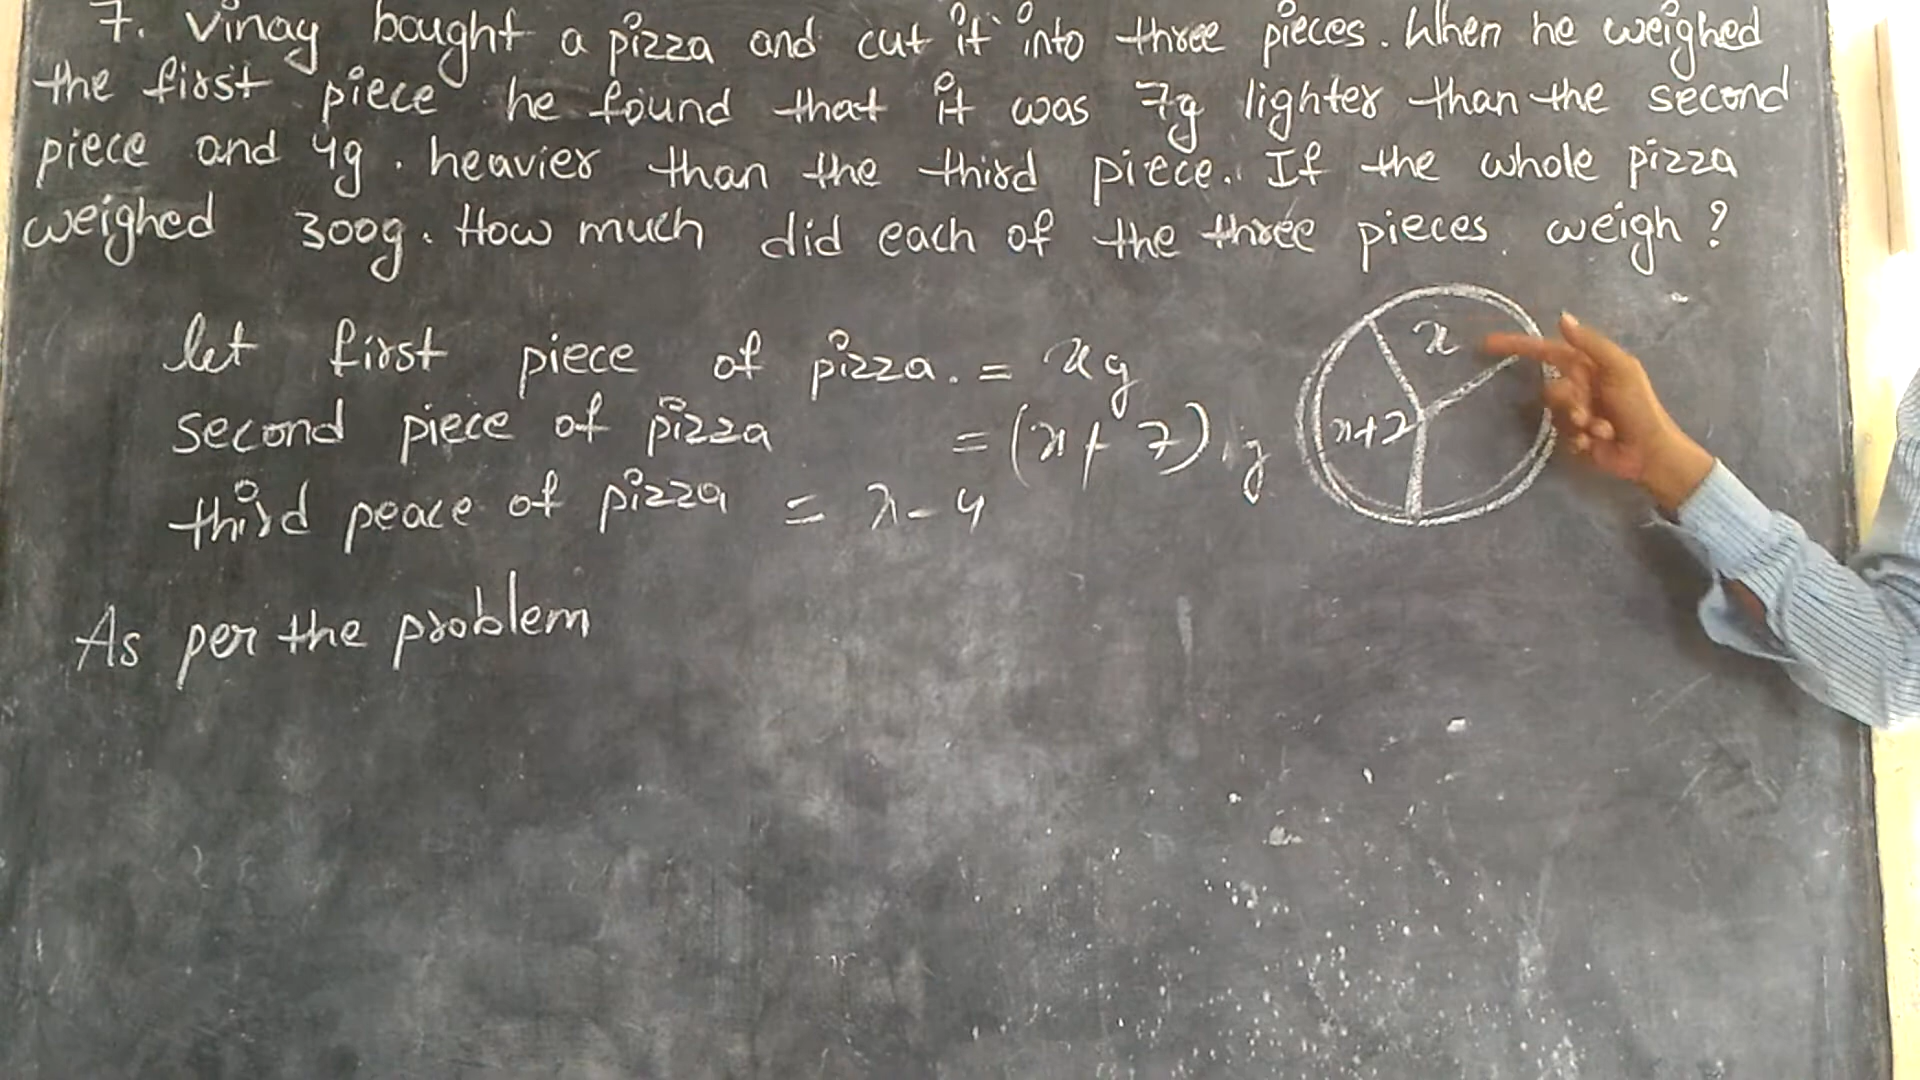 7. Vinay bought a pizza and cut it into three pieces. When he weighed
the first piece he found that it was 7g lighter than the second
piece and 4g. heavier than the third piece. If the whole pizza
weighed 300g. How much did each of the three pieces weigh?
let first piece of pizza. = x g
second piece of pizza = (x + 7) g
third peace of pizza = x - 4
x
x+7
As per the problem